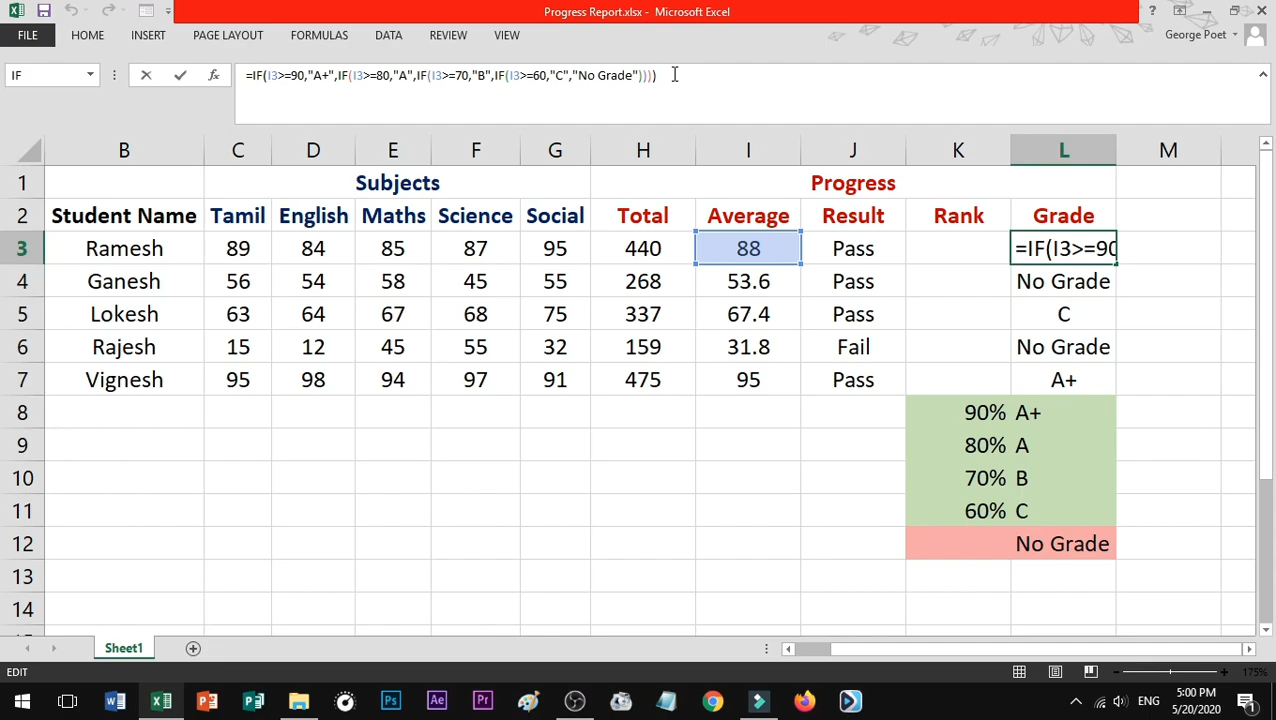 Progress Report.xlsx - Microsoft Excel
?
FILE HOME INSERT PAGE LAYOUT FORMULAS DATA REVIEW VIEW George Poet
IF fx =IF(I3>=90,"A+",IF(I3>=80,"A",IF(I3>=70,"B",IF(I3>=60,"C","No Grade"))))
B C D E F G H I J K L M
1 Subjects Progress
2 Student Name Tamil English Maths Science Social Total Average Result Rank Grade
3 Ramesh 89 84 85 87 95 440 88 Pass =IF(I3>=90
4 Ganesh 56 54 58 45 55 268 53.6 Pass No Grade
5 Lokesh 63 64 67 68 75 337 67.4 Pass C
6 Rajesh 15 12 45 55 32 159 31.8 Fail No Grade
7 Vignesh 95 98 94 97 91 475 95 Pass A+
8 90% A+
9 80% A
10 70% B
11 60% C
12 No Grade
13
14
Sheet1
EDIT 175%
5:00 PM
ENG
5/20/2020
1
W X P P Ps Ae Pr